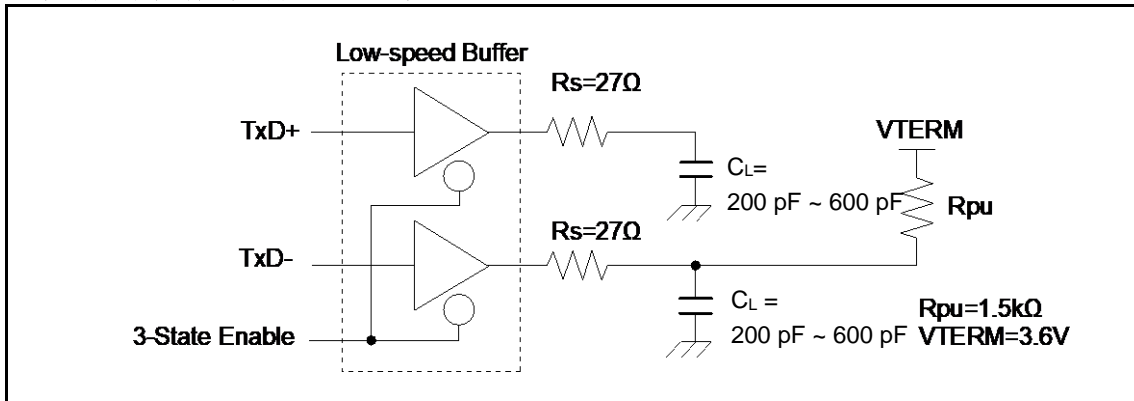 Low-speed Buffer
Rs=27Ω
TxD+
VTERM
CL=
200 pF ~ 600 pF
Rpu
Rs=27Ω
TxD-
CL =
200 pF ~ 600 pF
Rpu=1.5kΩ
VTERM=3.6V
3-State Enable